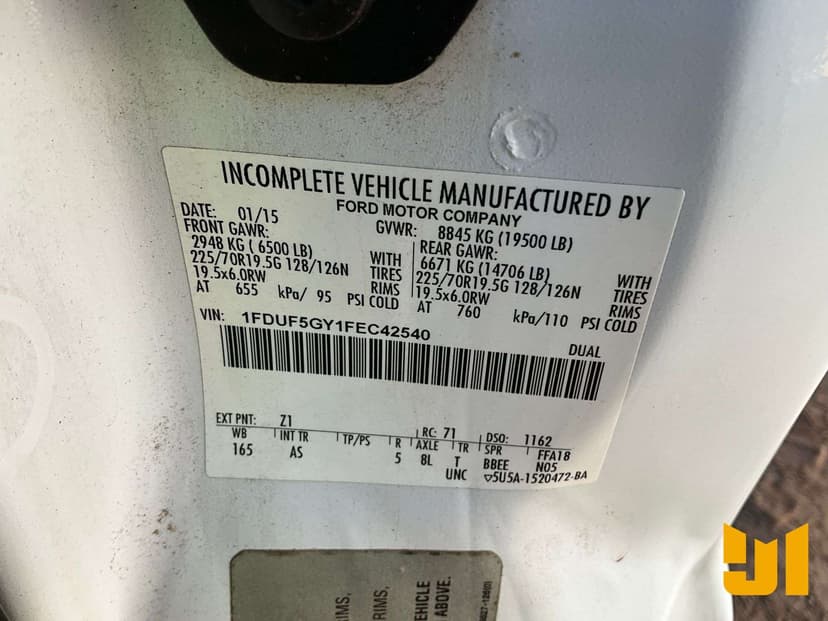 INCOMPLETE VEHICLE MANUFACTURED BY
FORD MOTOR COMPANY
DATE: 01/15
GVWR: 8845 KG (19500 LB)
FRONT GAWR:
2948 KG ( 6500 LB) WITH
225/70R19.5G 128/126N TIRES
19.5x6.0RW RIMS
AT 655 kPa/ 95 PSI COLD
REAR GAWR:
6671 KG (14706 LB) WITH
225/70R19.5G 128/126N TIRES
19.5x6.0RW RIMS
AT 760 kPa/110 PSI COLD
VIN: 1FDUF5GY1FEC42540
DUAL
EXT PNT: Z1 RC: 71 DSO: 1162
WB INT TR TP/PS R AXLE TR SPR FFA18
165 AS 5 8L T BBEE N05
UNC ▽5U5A-1520472-BA
RIMS,
RIMS,
EHICLE
ABOVE.